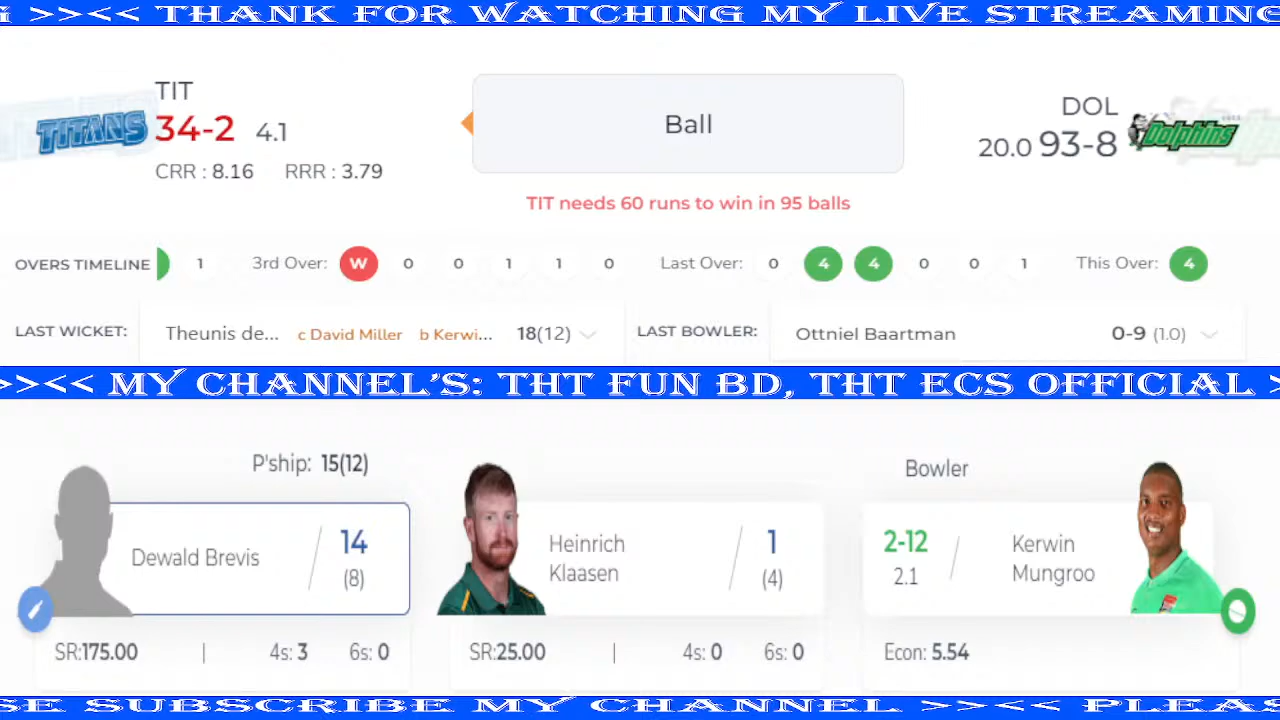 >><< THANK FOR WATCHING MY LIVE STREAMING
TIT
TITANS 34-2 4.1
CRR : 8.16 RRR : 3.79
Ball
DOL
20.0 93-8 Dolphins
TIT needs 60 runs to win in 95 balls
OVERS TIMELINE 1 3rd Over: W 0 0 1 1 0 Last Over: 0 4 4 0 0 1 This Over: 4
LAST WICKET: Theunis de... c David Miller b Kerwi... 18(12) LAST BOWLER: Ottniel Baartman 0-9 (1.0)
>><< MY CHANNEL'S: THT FUN BD, THT ECS OFFICIAL >
P'ship: 15(12)
Bowler
Dewald Brevis 14
(8)
Heinrich
Klaasen
1
(4)
2-12
2.1
Kerwin
Mungroo
SR:175.00 | 4s: 3 6s: 0
SR:25.00 | 4s: 0 6s: 0
Econ: 5.54
SE SUBSCRIBE MY CHANNEL >><< PLEAS